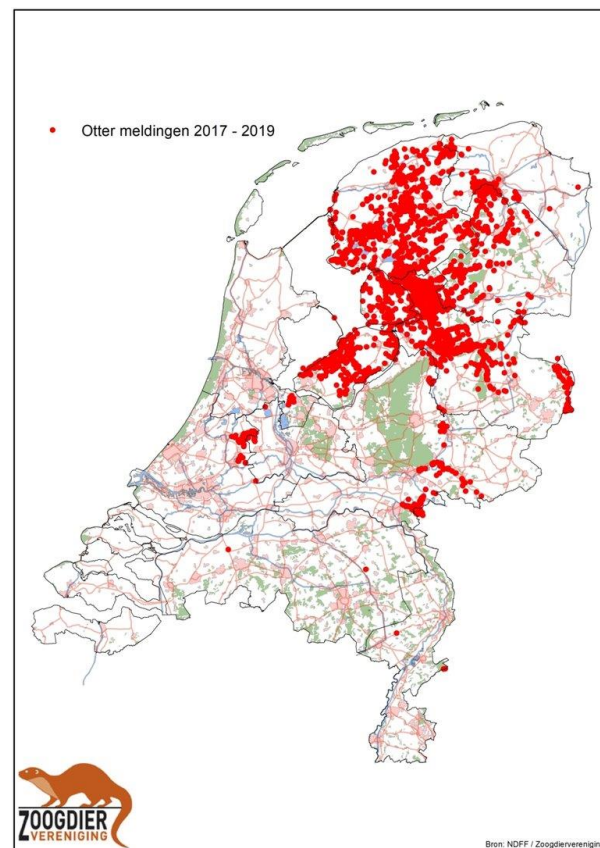 Otter meldingen 2017 - 2019
ZOOGDIER
VERENIGING
Bron: NDFF / Zoogdiervereniging